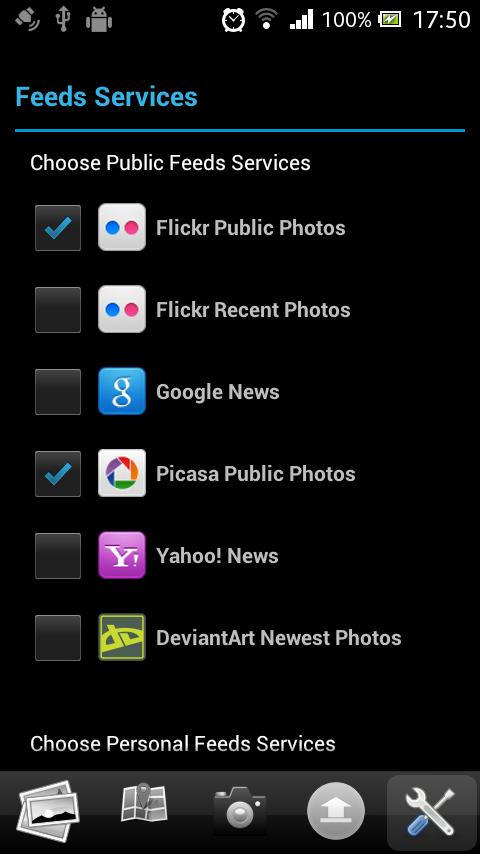 100% 17:50
Feeds Services
Choose Public Feeds Services
Flickr Public Photos
Flickr Recent Photos
Google News
Picasa Public Photos
Yahoo! News
DeviantArt Newest Photos
Choose Personal Feeds Services